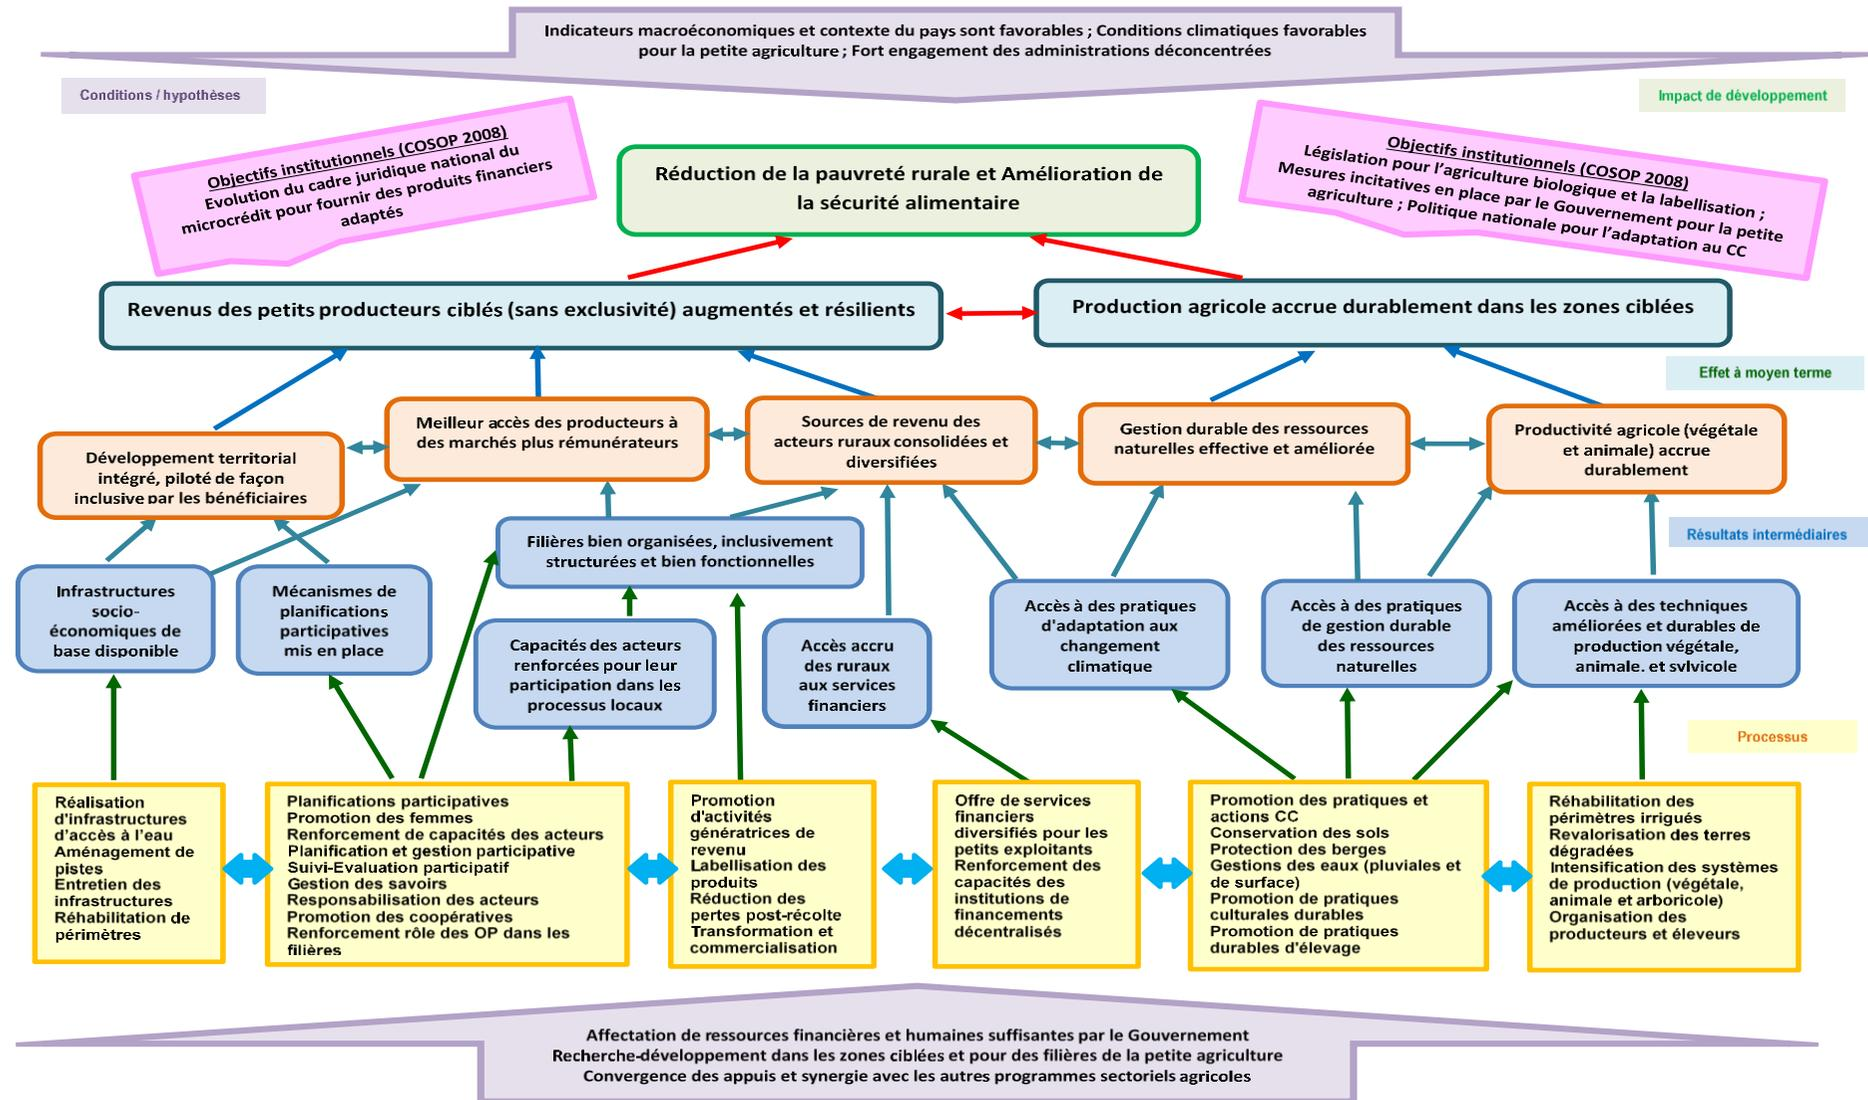 Indicateurs macroéconomiques et contexte du pays sont favorables ; Conditions climatiques favorables
pour la petite agriculture ; Fort engagement des administrations déconcentrées
Conditions / hypothèses
Impact de développement
Objectifs institutionnels (COSOP 2008)
Evolution du cadre juridique national du
microcrédit pour fournir des produits financiers
adaptés
Réduction de la pauvreté rurale et Amélioration de
la sécurité alimentaire
Objectifs institutionnels (COSOP 2008)
Législation pour l’agriculture biologique et la labellisation ;
Mesures incitatives en place par le Gouvernement pour la petite
agriculture ; Politique nationale pour l’adaptation au CC
Revenus des petits producteurs ciblés (sans exclusivité) augmentés et résilients
Production agricole accrue durablement dans les zones ciblées
Effet à moyen terme
Développement territorial
intégré, piloté de façon
inclusive par les bénéficiaires
Meilleur accès des producteurs à
des marchés plus rémunérateurs
Sources de revenu des
acteurs ruraux consolidées et
diversifiées
Gestion durable des ressources
naturelles effective et améliorée
Productivité agricole (végétale
et animale) accrue
durablement
Résultats intermédiaires
Infrastructures
socio-
économiques de
base disponible
Mécanismes de
planifications
participatives
mis en place
Filières bien organisées, inclusivement
structurées et bien fonctionnelles
Capacités des acteurs
renforcées pour leur
participation dans les
processus locaux
Accès accru
des ruraux
aux services
financiers
Accès à des pratiques
d'adaptation aux
changement
climatique
Accès à des pratiques
de gestion durable
des ressources
naturelles
Accès à des techniques
améliorées et durables de
production végétale,
animale. et sylvicole
Processus
Réalisation
d'infrastructures
d’accès à l’eau
Aménagement de
pistes
Entretien des
infrastructures
Réhabilitation de
périmètres
Planifications participatives
Promotion des femmes
Renforcement de capacités des acteurs
Planification et gestion participative
Suivi-Evaluation participatif
Gestion des savoirs
Responsabilisation des acteurs
Promotion des coopératives
Renforcement rôle des OP dans les
filières
Promotion
d'activités
génératrices de
revenu
Labellisation des
produits
Réduction des
pertes post-récolte
Transformation et
commercialisation
Offre de services
financiers
diversifiés pour les
petits exploitants
Renforcement des
capacités des
institutions de
financements
décentralisés
Promotion des pratiques et
actions CC
Conservation des sols
Protection des berges
Gestions des eaux (pluviales et
de surface)
Promotion de pratiques
culturales durables
Promotion de pratiques
durables d'élevage
Réhabilitation des
périmètres irrigués
Revalorisation des terres
dégradées
Intensification des systèmes
de production (végétale,
animale et arboricole)
Organisation des
producteurs et éleveurs
Affectation de ressources financières et humaines suffisantes par le Gouvernement
Recherche-développement dans les zones ciblées et pour des filières de la petite agriculture
Convergence des appuis et synergie avec les autres programmes sectoriels agricoles